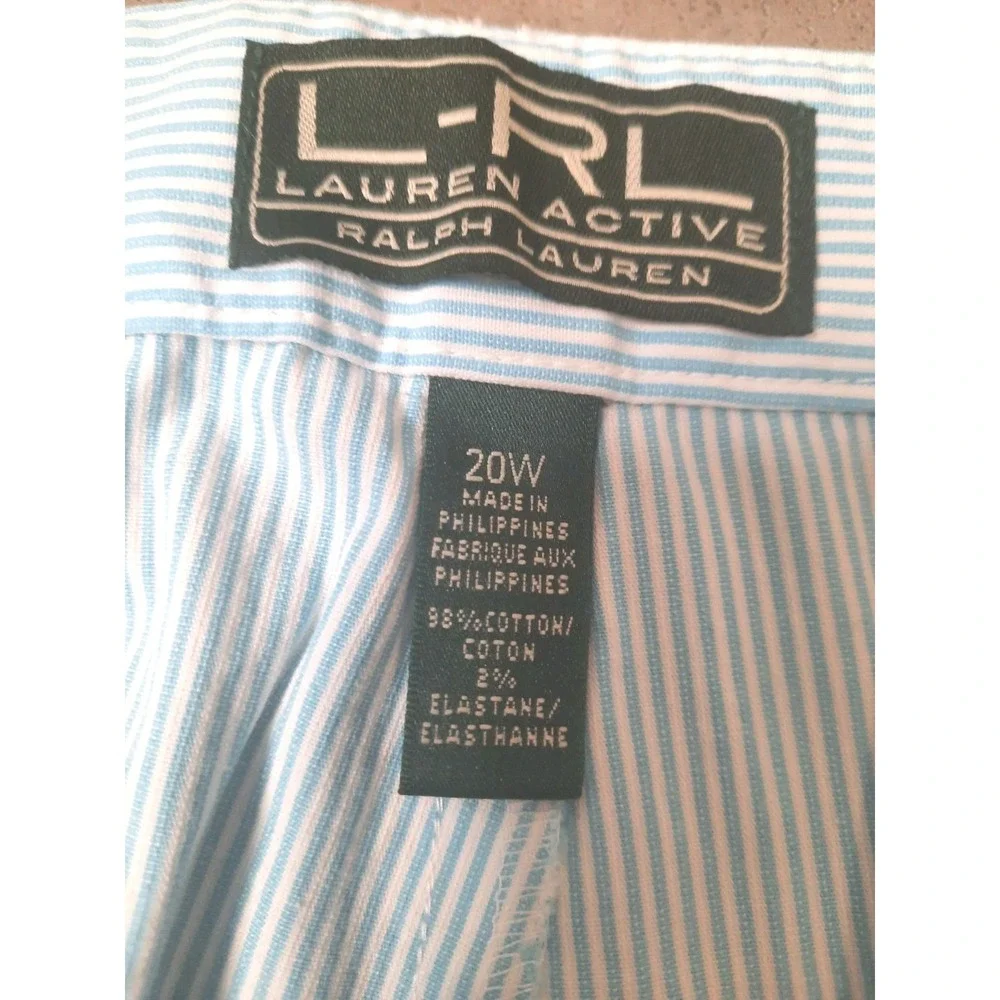 L-RL
LAUREN ACTIVE
RALPH LAUREN
20W
MADE IN
PHILIPPINES
FABRIQUE AUX
PHILIPPINES
98% COTTON/
COTON
2%
ELASTANE/
ELASTHANNE